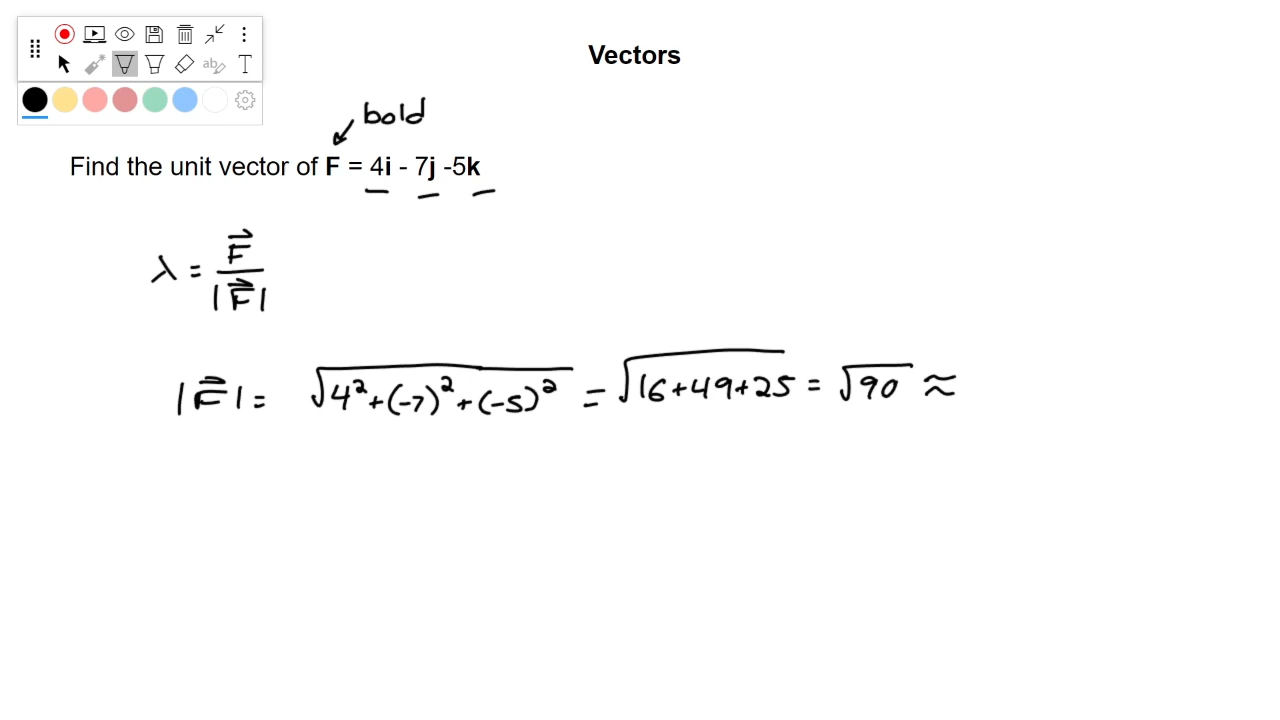 Vectors
bold
Find the unit vector of F = 4i - 7j -5k
λ = F⃗ / |F⃗|
|F⃗| = √(4² + (-7)² + (-5)²) = √(16+49+25) = √90 ≈
ab
T